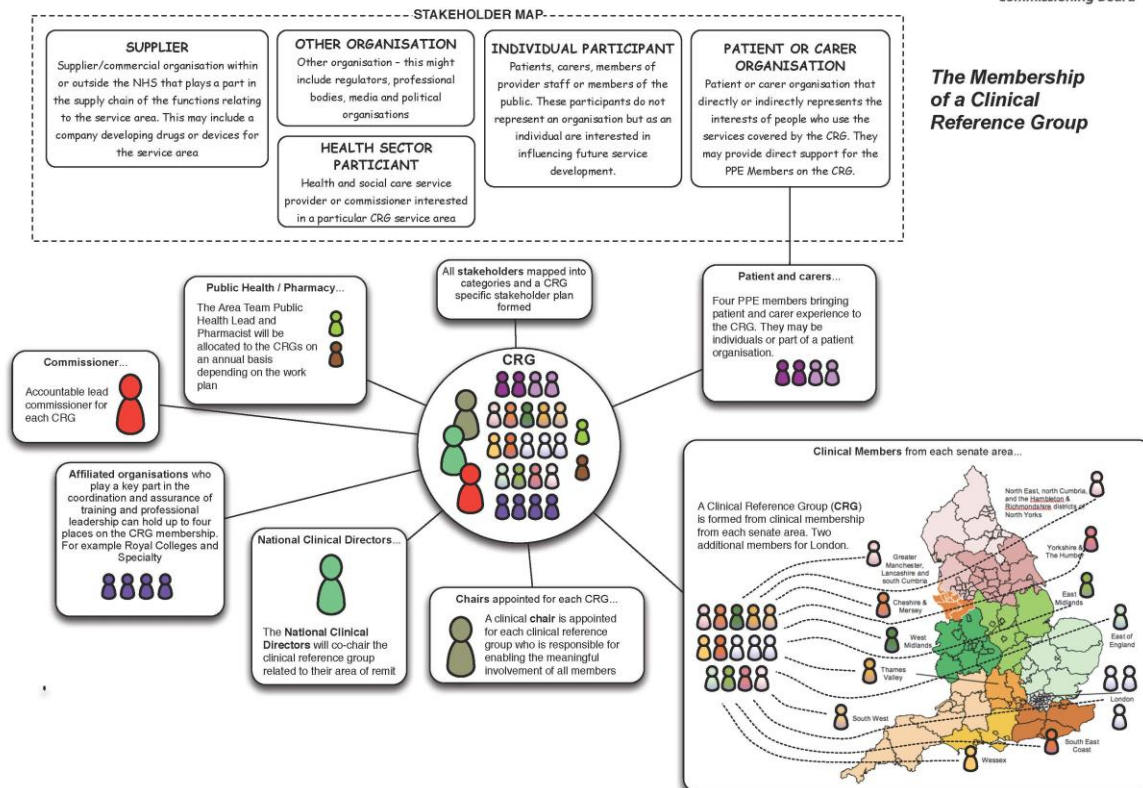 Commissioning Board
STAKEHOLDER MAP
SUPPLIER
Supplier/commercial organisation within
or outside the NHS that plays a part in
the supply chain of the functions relating
to the service area. This may include a
company developing drugs or devices for
the service area
OTHER ORGANISATION
Other organisation – this might
include regulators, professional
bodies, media and political
organisations
HEALTH SECTOR
PARTICIANT
Health and social care service
provider or commissioner interested
in a particular CRG service area
INDIVIDUAL PARTICIPANT
Patients, carers, members of
provider staff or members of the
public. These participants do not
represent an organisation but as an
individual are interested in
influencing future service
development.
PATIENT OR CARER
ORGANISATION
Patient or carer organisation that
directly or indirectly represents the
interests of people who use the
services covered by the CRG. They
may provide direct support for the
PPE Members on the CRG.
The Membership
of a Clinical
Reference Group
Public Health / Pharmacy...
The Area Team Public
Health Lead and
Pharmacist will be
allocated to the CRGs on
an annual basis
depending on the work
plan
All stakeholders mapped into
categories and a CRG
specific stakeholder plan
formed
Patient and carers...
Four PPE members bringing
patient and carer experience to
the CRG. They may be
individuals or part of a patient
organisation.
Commissioner...
Accountable lead
commissioner for
each CRG
CRG
Affiliated organisations who
play a key part in the
coordination and assurance of
training and professional
leadership can hold up to four
places on the CRG membership.
For example Royal Colleges and
Specialty
National Clinical Directors...
The National Clinical
Directors will co-chair the
clinical reference group
related to their area of remit
Chairs appointed for each CRG...
A clinical chair is appointed
for each clinical reference
group who is responsible for
enabling the meaningful
involvement of all members
Clinical Members from each senate area...
A Clinical Reference Group (CRG)
is formed from clinical membership
from each senate area. Two
additional members for London.
North East, north Cumbria,
and the Hambleton &
Richmondshire districts of
North Yorks
Yorkshire &
The Humber
Greater
Manchester,
Lancashire and
south Cumbria
East
Midlands
Cheshire &
Mersey
East of
England
West
Midlands
Thames
Valley
London
South West
South East
Coast
Wessex